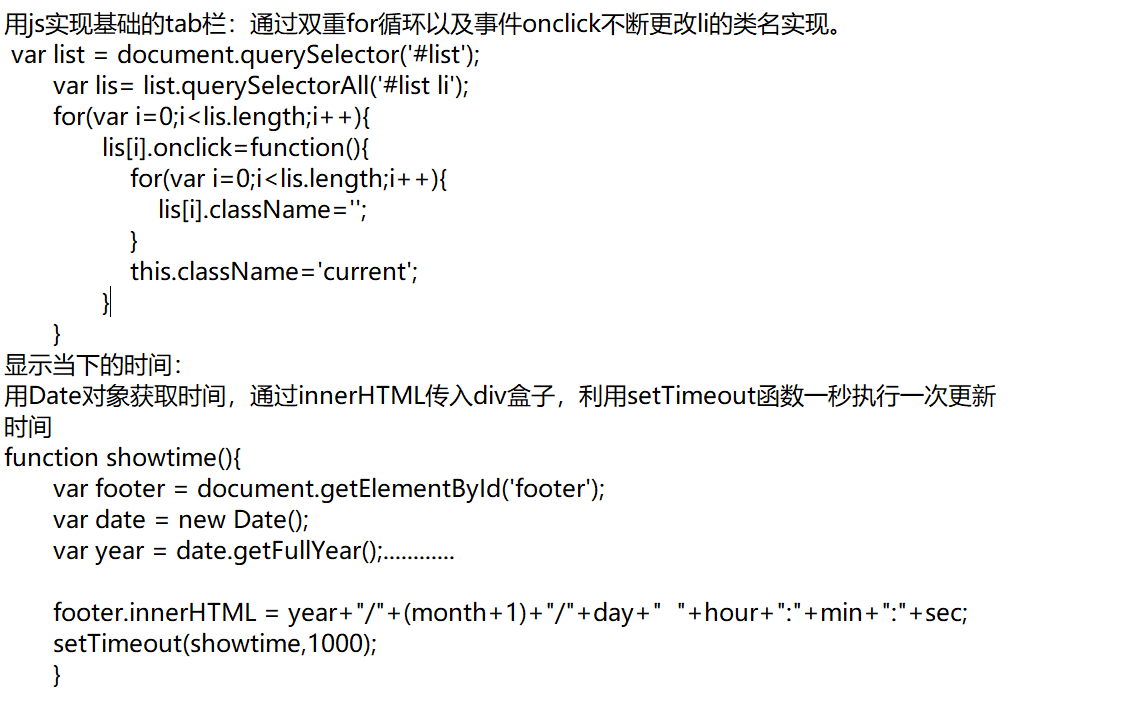 用js实现基础的tab栏：通过双重for循环以及事件onclick不断更改li的类名实现。
var list = document.querySelector('#list');
var lis= list.querySelectorAll('#list li');
for(var i=0;i<lis.length;i++){
lis[i].onclick=function(){
for(var i=0;i<lis.length;i++){
lis[i].className='';
}
this.className='current';
}
}
显示当下的时间：
用Date对象获取时间，通过innerHTML传入div盒子，利用setTimeout函数一秒执行一次更新
时间
function showtime(){
var footer = document.getElementById('footer');
var date = new Date();
var year = date.getFullYear();............
footer.innerHTML = year+"/"+(month+1)+"/"+day+"  "+hour+":"+min+":"+sec;
setTimeout(showtime,1000);
}